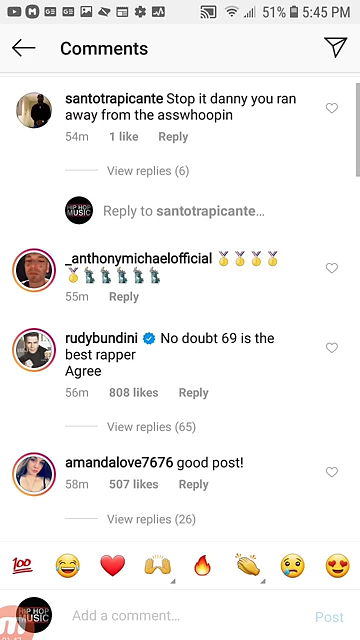 51% 5:45 PM
Comments
santotrapicante Stop it danny you ran
away from the asswhoopin
54m 1 like Reply
View replies (6)
HIP HOP
MUSIC
Reply to santotrapicante...
_anthonymichaelofficial 🥇🥇🥇🥇
🥇🗽🗽🗽🗽🗽
55m Reply
rudybundini No doubt 69 is the
best rapper
Agree
56m 808 likes Reply
View replies (65)
amandalove7676 good post!
58m 507 likes Reply
View replies (26)
💯 😂 ❤️ 🙌 🔥 👏 😢 😍
HIP HOP
MUSIC
Add a comment...
Post